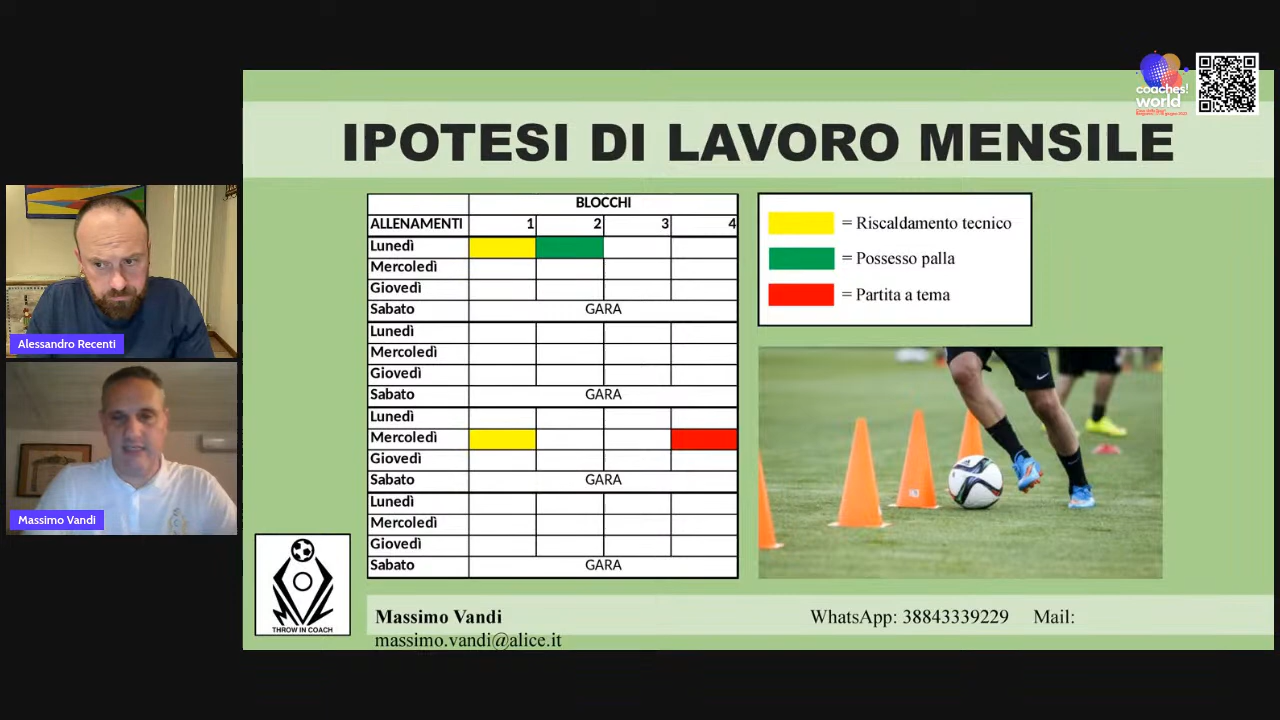 coaches!
world
IPOTESI DI LAVORO MENSILE
BLOCCHI
ALLENAMENTI 1 2 3 4
Lunedì
Mercoledì
Giovedì
Sabato GARA
Lunedì
Mercoledì
Giovedì
Sabato GARA
Lunedì
Mercoledì
Giovedì
Sabato GARA
Lunedì
Mercoledì
Giovedì
Sabato GARA
= Riscaldamento tecnico
= Possesso palla
= Partita a tema
Alessandro Recenti
Massimo Vandi
THROW IN COACH
Massimo Vandi WhatsApp: 38843339229 Mail:
massimo.vandi@alice.it